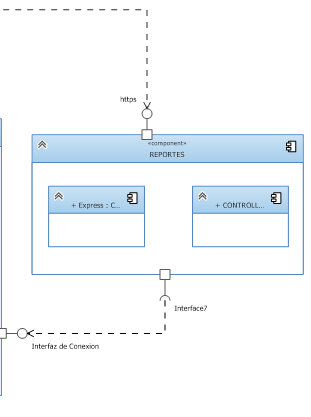 https
«component»
REPORTES
+ Express : C...
+ CONTROLL...
Interface7
Interfaz de Conexion